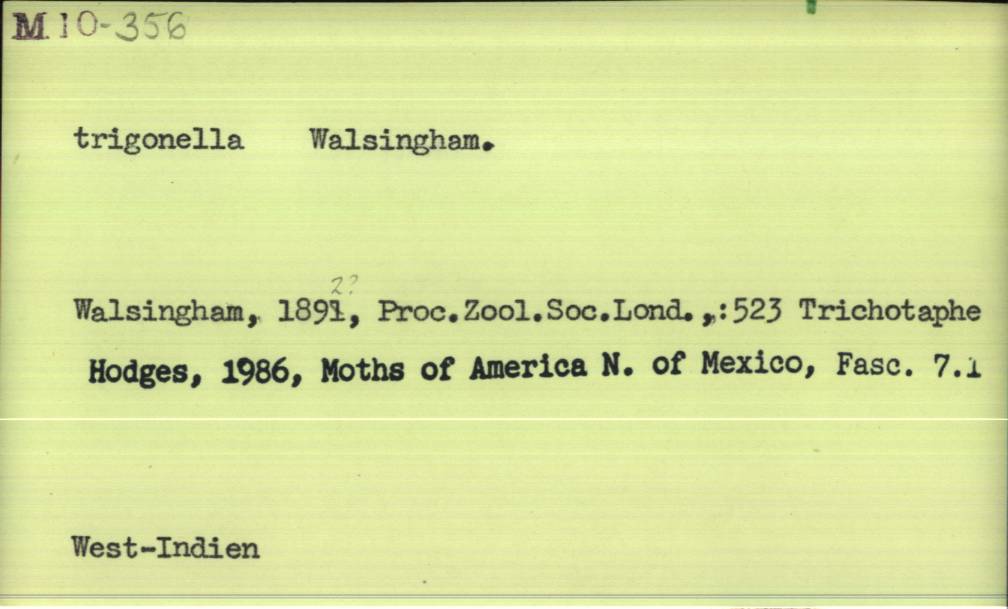 M 10-356
trigonella Walsingham.
2?
Walsingham, 1891, Proc.Zool.Soc.Lond.,:523 Trichotaphe
Hodges, 1986, Moths of America N. of Mexico, Fasc. 7.1
West-Indien